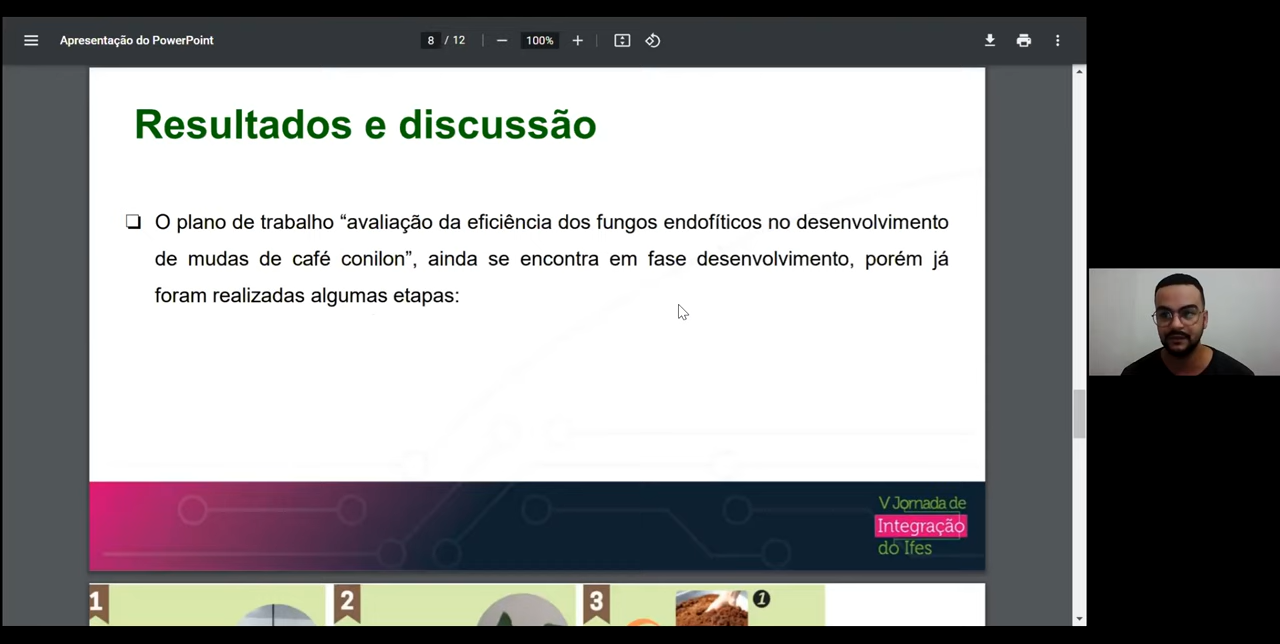 Apresentação do PowerPoint
8 / 12
100%
Resultados e discussão
O plano de trabalho “avaliação da eficiência dos fungos endofíticos no desenvolvimento
de mudas de café conilon”, ainda se encontra em fase desenvolvimento, porém já
foram realizadas algumas etapas:
V Jornada de
Integração
do Ifes
1
2
3
1